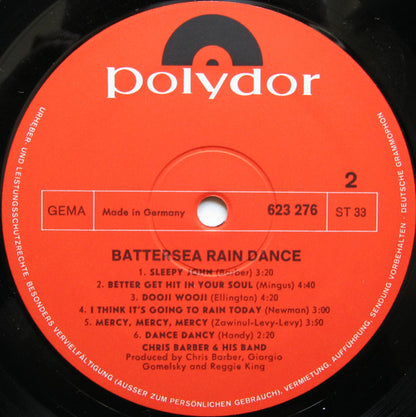 polydor
GEMA
Made in Germany
623 276
ST 33
2
BATTERSEA RAIN DANCE
1. SLEEPY JOHN (Barber) 3:20
2. BETTER GET HIT IN YOUR SOUL (Mingus) 4:40
3. DOOJI WOOJI (Ellington) 4:20
4. I THINK IT'S GOING TO RAIN TODAY (Newman) 3:00
5. MERCY, MERCY, MERCY (Zawinul-Levy-Levy) 3:50
6. DANCE DANCY (Handy) 2:20
CHRIS BARBER & HIS BAND
Produced by Chris Barber, Giorgio
Gomelsky and Reggie King
URHEBER- UND LEISTUNGSSCHUTZRECHTE, BESONDERS VERVIELFÄLTIGUNG (AUSSER ZUM PERSÖNLICHEN GEBRAUCH), VERMIETUNG, AUFFÜHRUNG, SENDUNG VORBEHALTEN · DEUTSCHE GRAMMOPHON